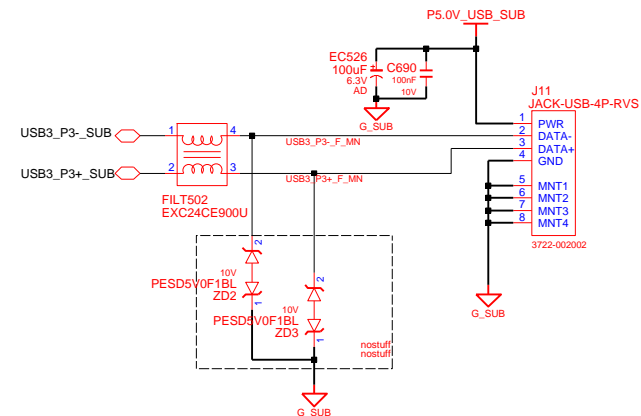 P5.0V_USB_SUB
EC526
100uF
6.3V
AD
+
C690
100nF
10V
G_SUB
J11
JACK-USB-4P-RVS
1 PWR
2 DATA-
3 DATA+
4 GND
5 MNT1
6 MNT2
7 MNT3
8 MNT4
3722-002002
G_SUB
USB3_P3-_SUB
1 4
USB3_P3-_F_MN
USB3_P3+_SUB
2 3
USB3_P3+_F_MN
FILT502
EXC24CE900U
2
10V
PESD5V0F1BL
ZD2
1
2
10V
PESD5V0F1BL
ZD3
1
nostuff
nostuff
G_SUB